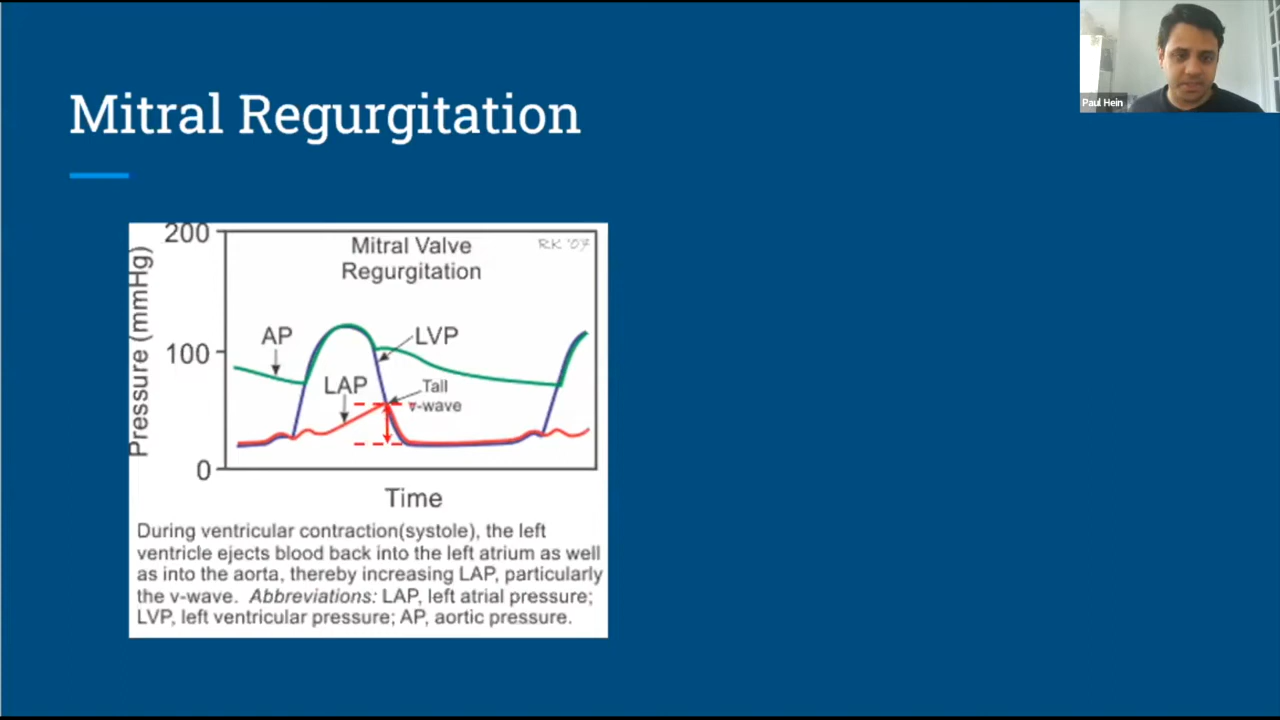 Mitral Regurgitation
Paul Hein
200
Mitral Valve
Regurgitation
RK '07
Pressure (mmHg)
AP
LVP
100
LAP
Tall
v-wave
0
Time
During ventricular contraction(systole), the left
ventricle ejects blood back into the left atrium as well
as into the aorta, thereby increasing LAP, particularly
the v-wave. Abbreviations: LAP, left atrial pressure;
LVP, left ventricular pressure; AP, aortic pressure.